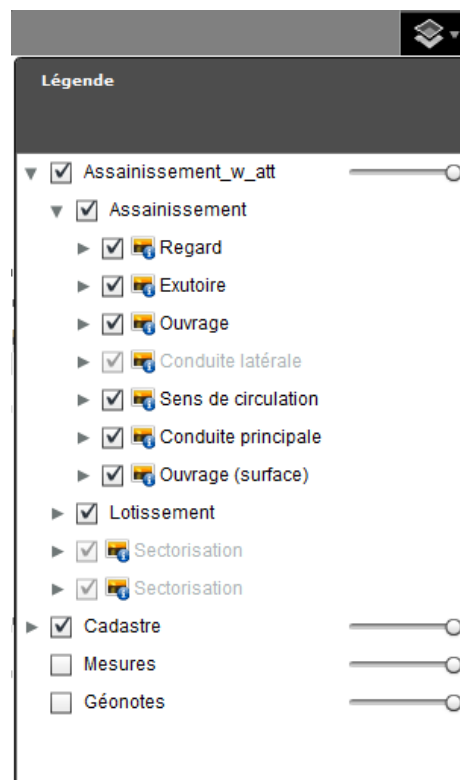 Légende
Assainissement_w_att
Assainissement
Regard
Exutoire
Ouvrage
Conduite latérale
Sens de circulation
Conduite principale
Ouvrage (surface)
Lotissement
Sectorisation
Sectorisation
Cadastre
Mesures
Géonotes